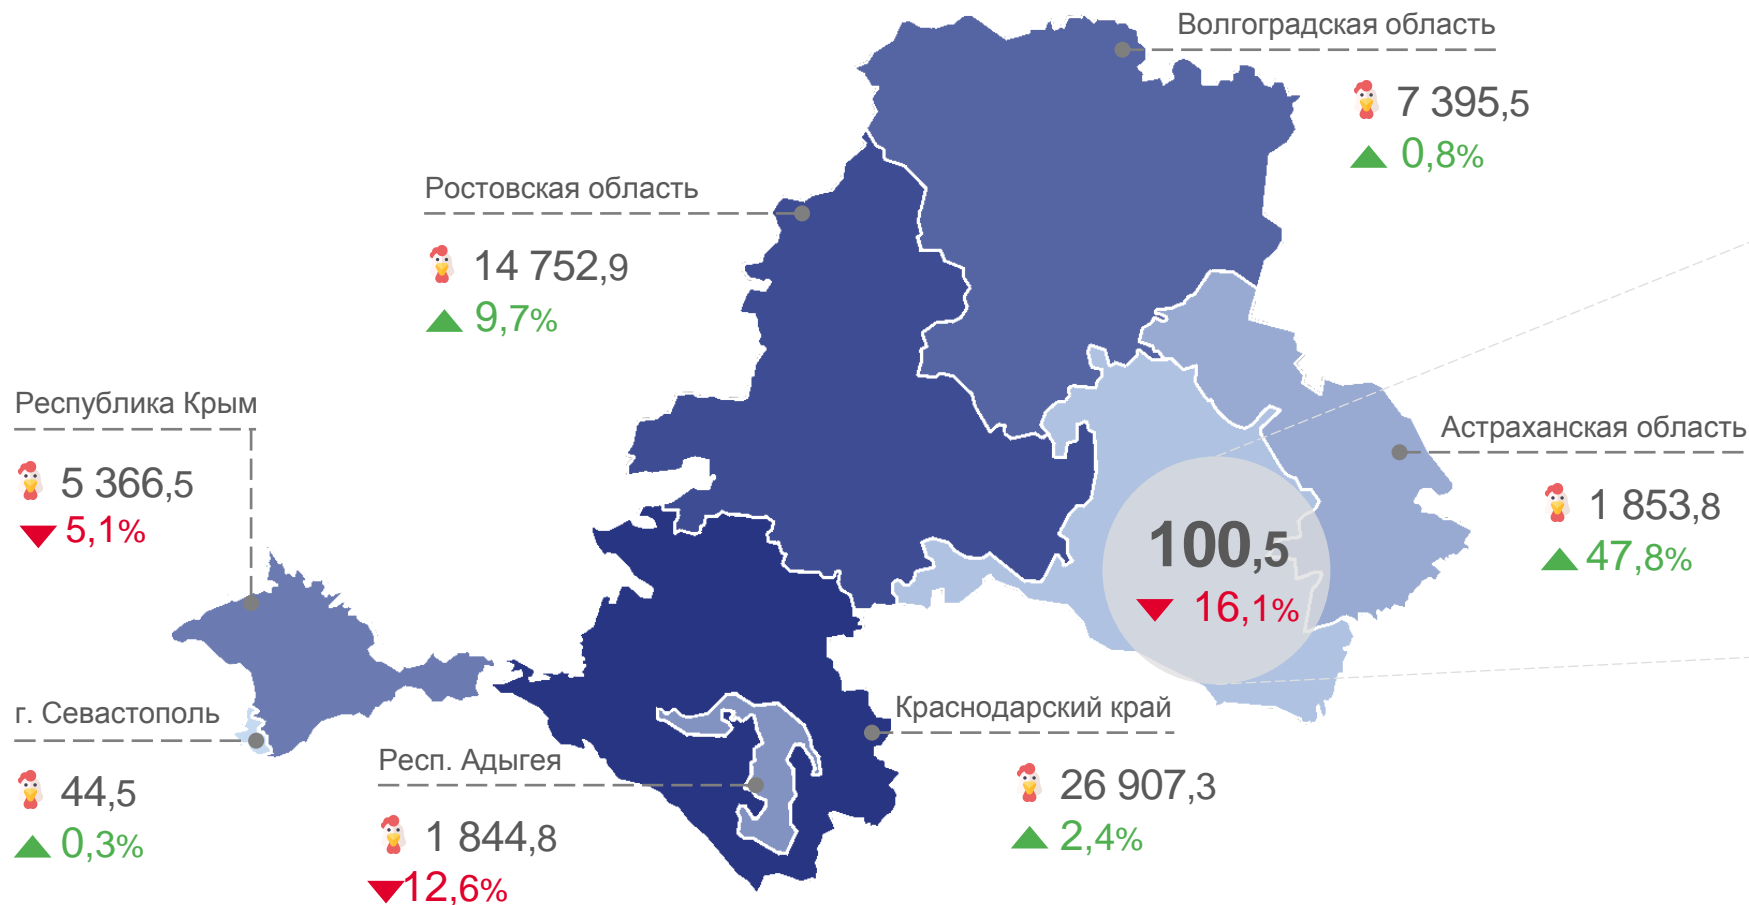 Волгоградская область
7 395,5
0,8%
Ростовская область
14 752,9
9,7%
Республика Крым
5 366,5
5,1%
Астраханская область
1 853,8
47,8%
100,5
16,1%
г. Севастополь
44,5
0,3%
Респ. Адыгея
1 844,8
12,6%
Краснодарский край
26 907,3
2,4%